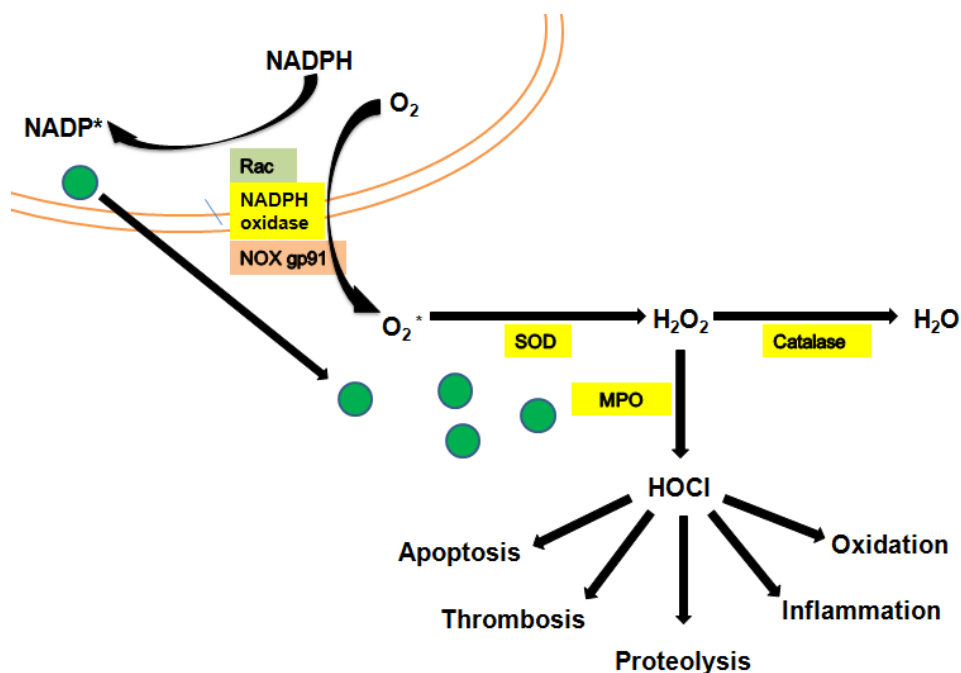 NADPH
O₂
NADP*
Rac
NADPH
oxidase
NOX gp91
O₂ *
SOD
H₂O₂
Catalase
H₂O
MPO
HOCl
Apoptosis
Oxidation
Thrombosis
Inflammation
Proteolysis